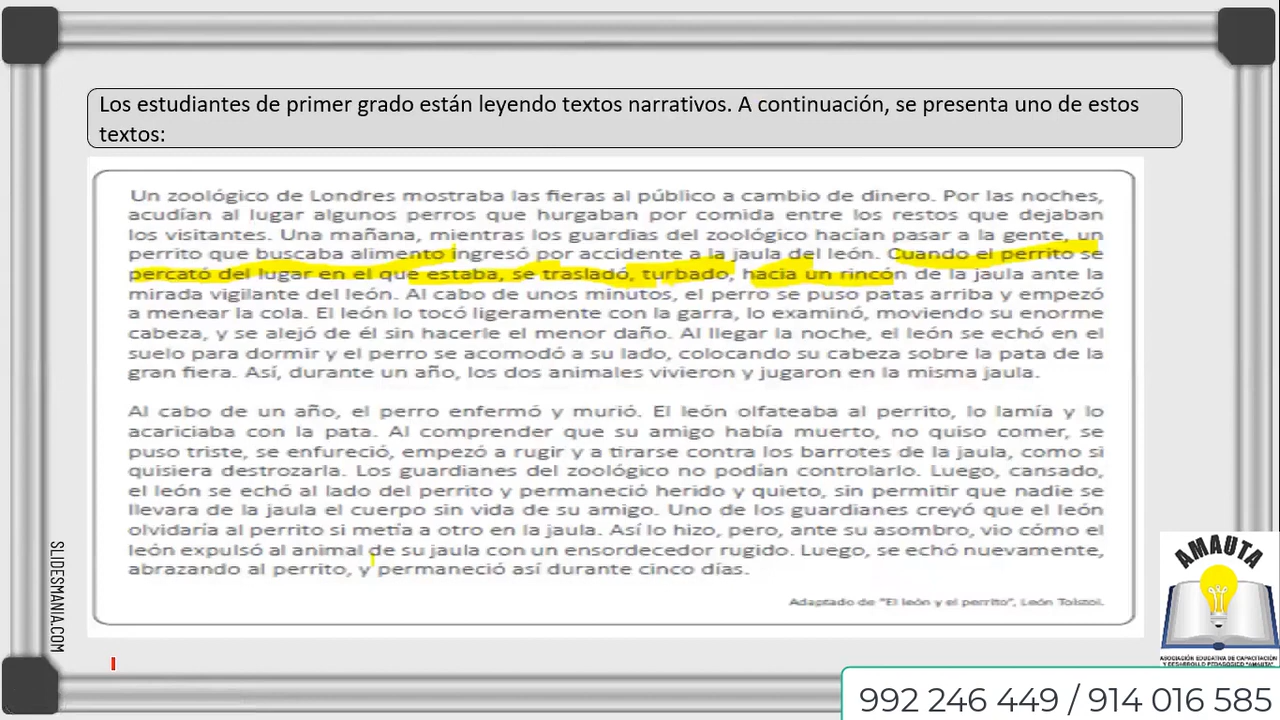 Los estudiantes de primer grado están leyendo textos narrativos. A continuación, se presenta uno de estos
textos:
Un zoológico de Londres mostraba las fieras al público a cambio de dinero. Por las noches,
acudían al lugar algunos perros que hurgaban por comida entre los restos que dejaban
los visitantes. Una mañana, mientras los guardias del zoológico hacían pasar a la gente, un
perrito que buscaba alimento ingresó por accidente a la jaula del león. Cuando el perrito se
percató del lugar en el que estaba, se trasladó, turbado, hacia un rincón de la jaula ante la
mirada vigilante del león. Al cabo de unos minutos, el perro se puso patas arriba y empezó
a menear la cola. El león lo tocó ligeramente con la garra, lo examinó, moviendo su enorme
cabeza, y se alejó de él sin hacerle el menor daño. Al llegar la noche, el león se echó en el
suelo para dormir y el perro se acomodó a su lado, colocando su cabeza sobre la pata de la
gran fiera. Así, durante un año, los dos animales vivieron y jugaron en la misma jaula.
Al cabo de un año, el perro enfermó y murió. El león olfateaba al perrito, lo lamía y lo
acariciaba con la pata. Al comprender que su amigo había muerto, no quiso comer, se
puso triste, se enfureció, empezó a rugir y a tirarse contra los barrotes de la jaula, como si
quisiera destrozarla. Los guardianes del zoológico no podían controlarlo. Luego, cansado,
el león se echó al lado del perrito y permaneció herido y quieto, sin permitir que nadie se
llevara de la jaula el cuerpo sin vida de su amigo. Uno de los guardianes creyó que el león
olvidaría al perrito si metía a otro en la jaula. Así lo hizo, pero, ante su asombro, vio cómo el
león expulsó al animal de su jaula con un ensordecedor rugido. Luego, se echó nuevamente,
abrazando al perrito, y permaneció así durante cinco días.
Adaptado de "El león y el perrito", León Tolstoi.
SLIDESMANIA.COM
AMAUTA
ASOCIACIÓN EDUCATIVA DE CAPACITACIÓN
Y DESARROLLO PEDAGÓGICO "AMAUTA"
992 246 449 / 914 016 585